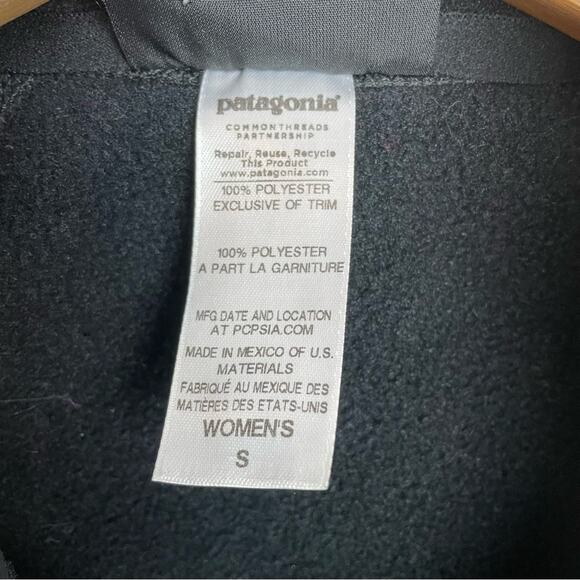 patagonia®
COMMONTHREADS
PARTNERSHIP
Repair, Reuse, Recycle
This Product
www.patagonia.com
100% POLYESTER
EXCLUSIVE OF TRIM
100% POLYESTER
A PART LA GARNITURE
MFG DATE AND LOCATION
AT PCPSIA.COM
MADE IN MEXICO OF U.S.
MATERIALS
FABRIQUÉ AU MEXIQUE DES
MATIÈRES DES ETATS-UNIS
WOMEN'S
S